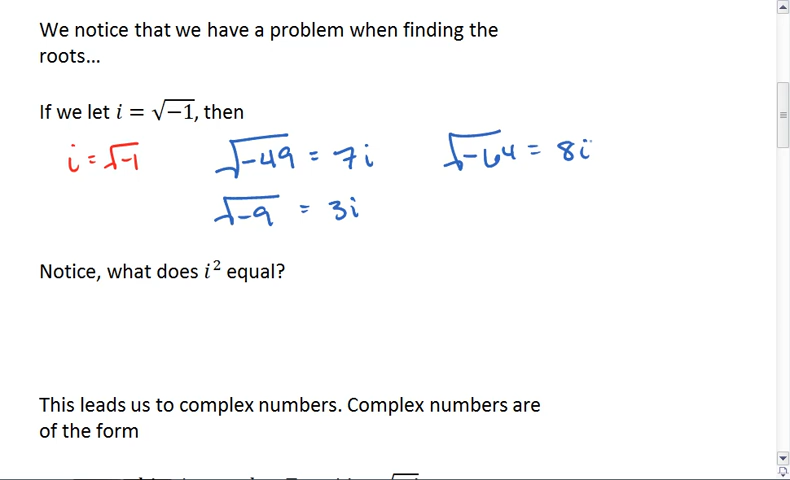 We notice that we have a problem when finding the
roots...
If we let i = √−1, then
i = √-1   √-49 = 7i   √-64 = 8i
√-9 = 3i
Notice, what does i² equal?
This leads us to complex numbers. Complex numbers are
of the form